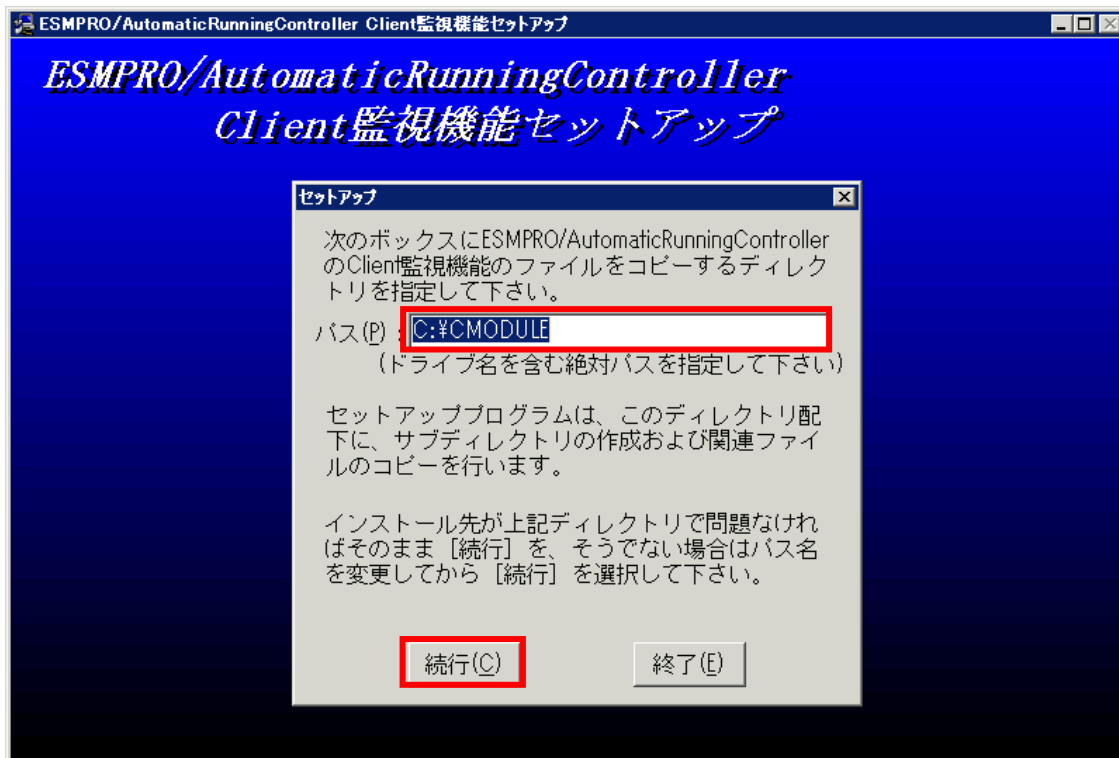 ESMPRO/AutomaticRunningController Client監視機能セットアップ
ESMPRO/AutomaticRunningController
Client監視機能セットアップ
セットアップ
次のボックスにESMPRO/AutomaticRunningController
のClient監視機能のファイルをコピーするディレク
トリを指定して下さい。
パス(P) : C:¥CMODULE
(ドライブ名を含む絶対パスを指定して下さい)
セットアッププログラムは、このディレクトリ配
下に、サブディレクトリの作成および関連ファイ
ルのコピーを行います。
インストール先が上記ディレクトリで問題なけれ
ばそのまま［続行］を、そうでない場合はパス名
を変更してから［続行］を選択して下さい。
続行(C) 終了(E)